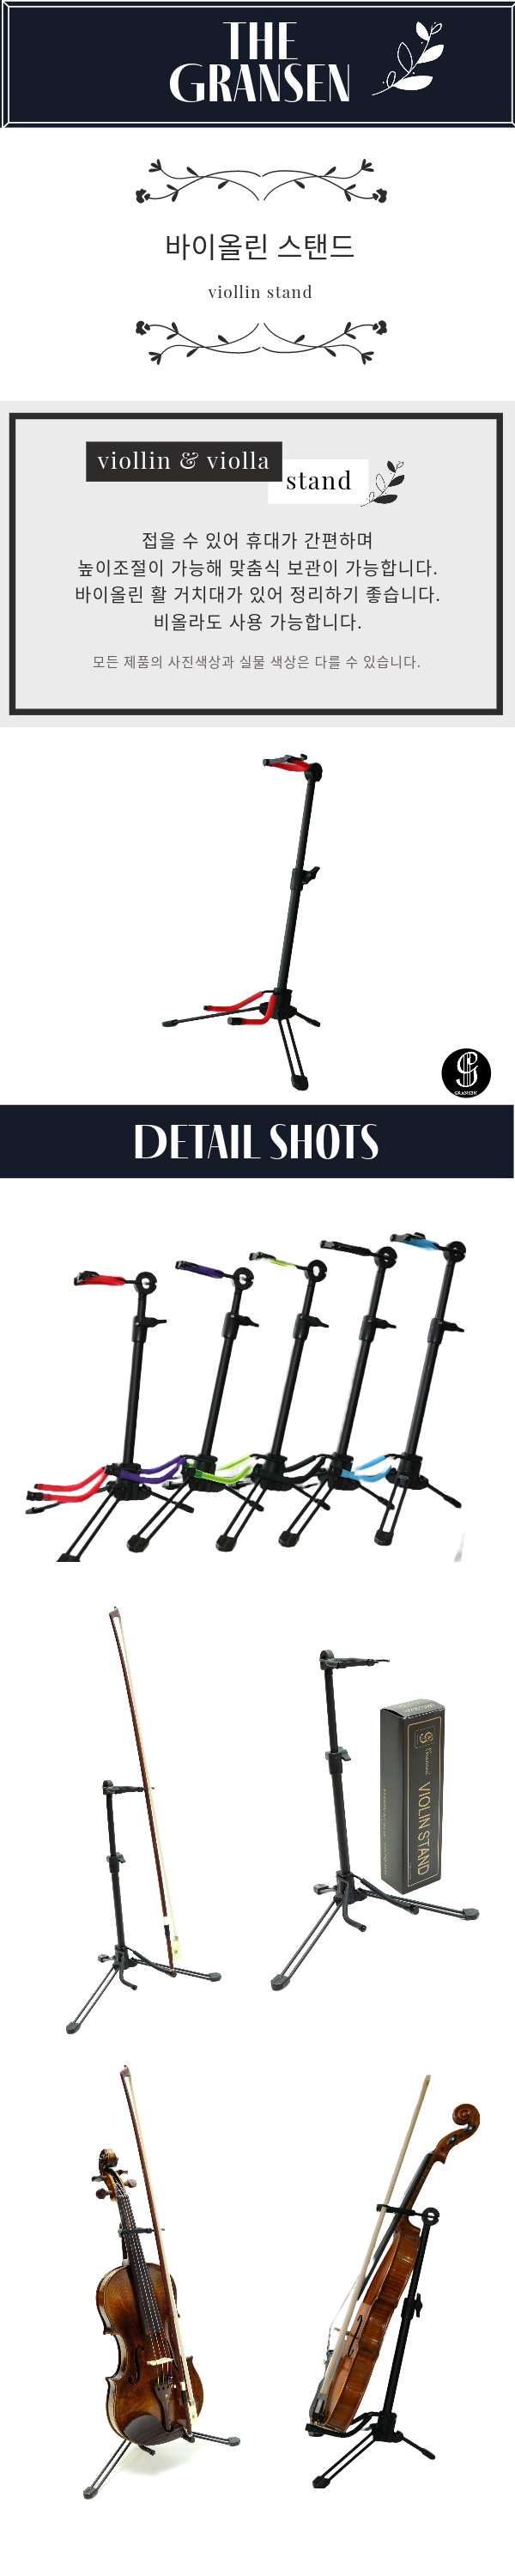 THE
GRANSEN
바이올린 스탠드
viollin stand
viollin & violla
stand
접을 수 있어 휴대가 간편하며
높이조절이 가능해 맞춤식 보관이 가능합니다.
바이올린 활 거치대가 있어 정리하기 좋습니다.
비올라도 사용 가능합니다.
모든 제품의 사진색상과 실물 색상은 다를 수 있습니다.
GRANSEN
DETAIL SHOTS
VIOLIN STAND